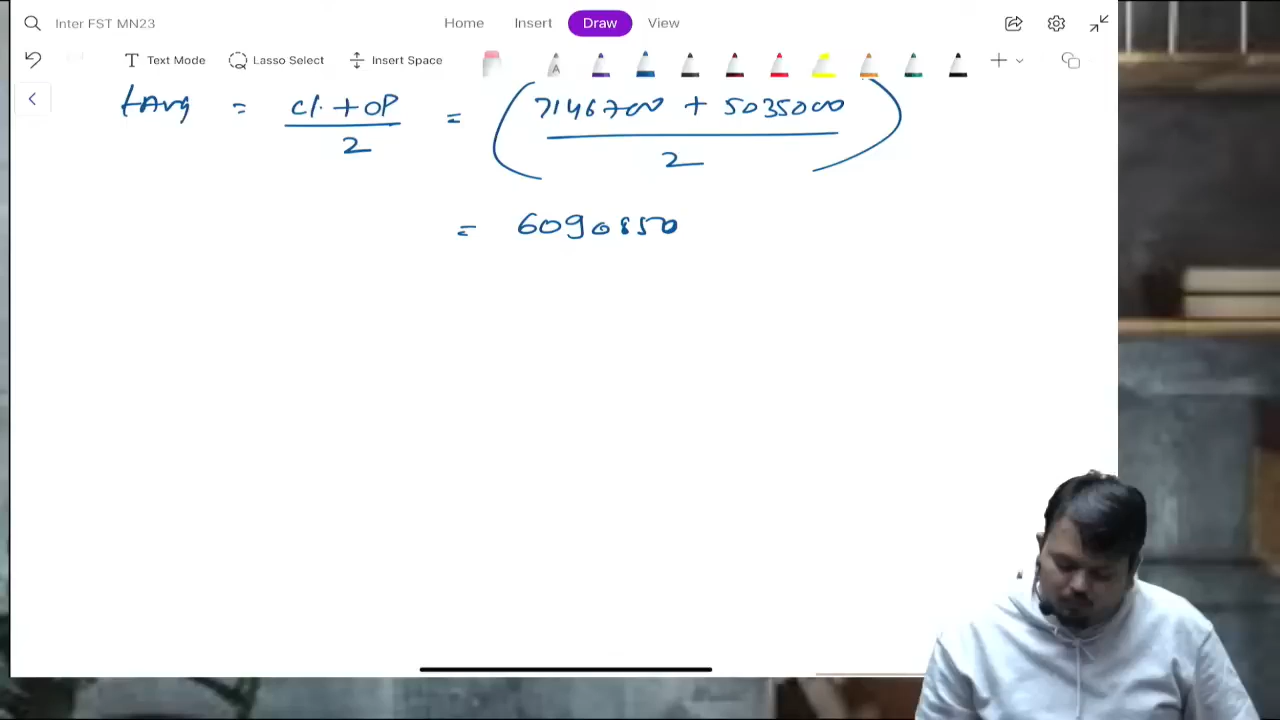 Inter FST MN23
Home Insert Draw View
T Text Mode Lasso Select Insert Space A
= Cl. + OP / 2 = ( 7146700 + 5035000 / 2 )
= 6090850